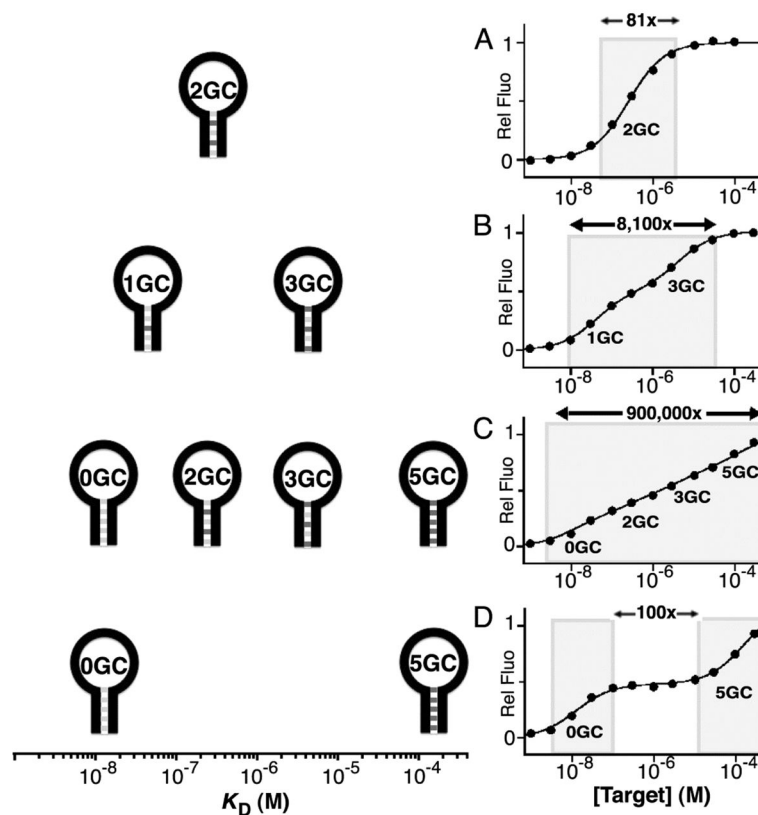 2GC
A
81x
1
0
Rel Fluo
2GC
10-8
10-6
10-4
1GC
3GC
B
8,100x
1
0
Rel Fluo
1GC
3GC
10-8
10-6
10-4
0GC
2GC
3GC
5GC
C
900,000x
1
0
Rel Fluo
0GC
2GC
3GC
5GC
10-8
10-6
10-4
0GC
5GC
D
100x
1
0
Rel Fluo
0GC
5GC
10-8
10-6
10-4
[Target] (M)
10-8
10-7
10-6
10-5
10-4
KD (M)